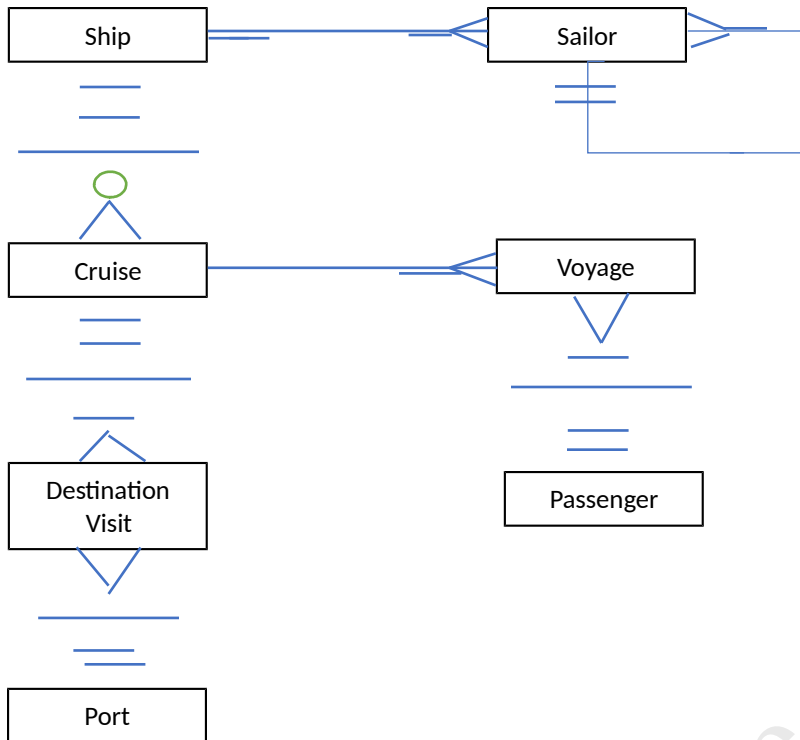 Ship
Sailor
Cruise
Voyage
Destination
Visit
Passenger
Port